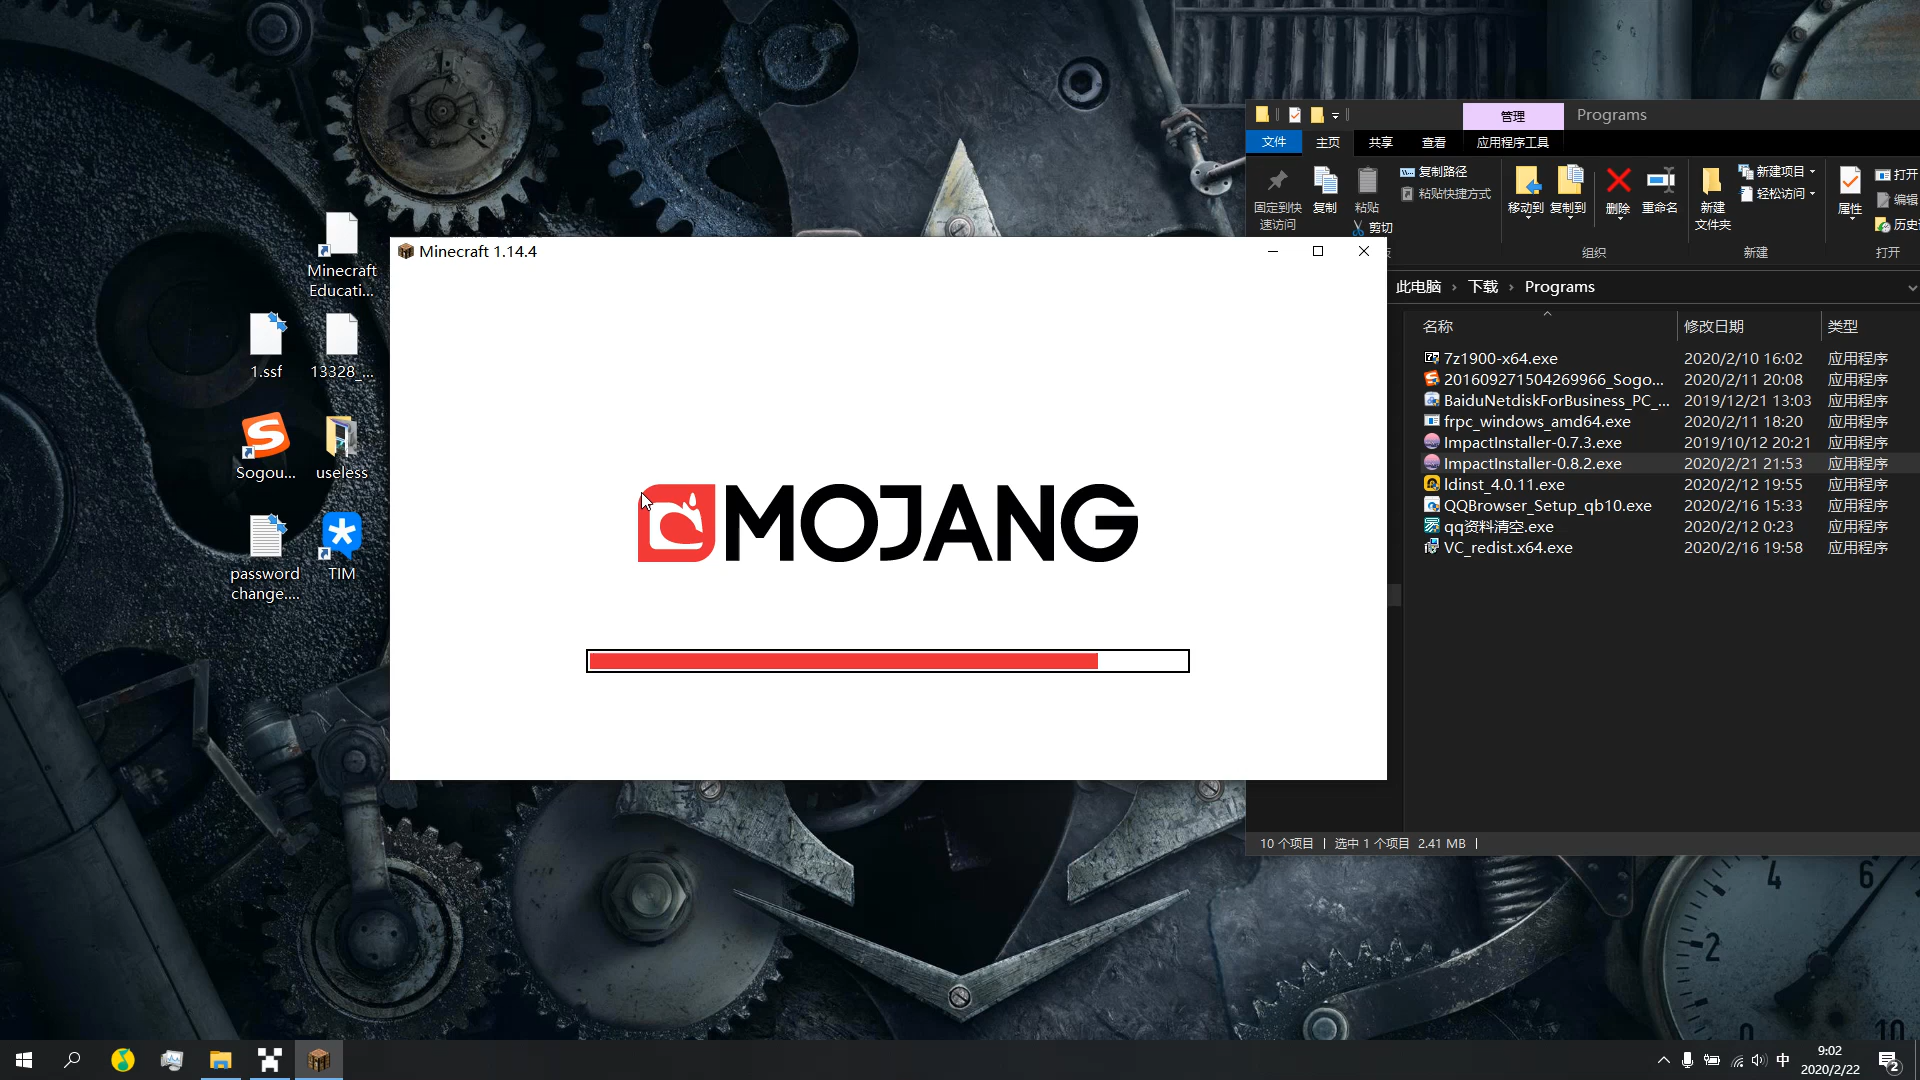 管理
Programs
文件
主页
共享
查看
应用程序工具
固定到快
速访问
复制
粘贴
复制路径
粘贴快捷方式
剪切
移动到
复制到
删除
重命名
新建
文件夹
新建项目
轻松访问
属性
打开
编辑
组织
新建
打开
此电脑 › 下载 › Programs
名称
修改日期
类型
7z1900-x64.exe 2020/2/10 16:02 应用程序
201609271504269966_Sogo... 2020/2/11 20:08 应用程序
BaiduNetdiskForBusiness_PC_... 2019/12/21 13:03 应用程序
frpc_windows_amd64.exe 2020/2/11 18:20 应用程序
ImpactInstaller-0.7.3.exe 2019/10/12 20:21 应用程序
ImpactInstaller-0.8.2.exe 2020/2/21 21:53 应用程序
ldinst_4.0.11.exe 2020/2/12 19:55 应用程序
QQBrowser_Setup_qb10.exe 2020/2/16 15:33 应用程序
qq资料清空.exe 2020/2/12 0:23 应用程序
VC_redist.x64.exe 2020/2/16 19:58 应用程序
10 个项目
选中 1 个项目 2.41 MB
Minecraft
Educati...
1.ssf
13328_...
Sogou...
useless
password
change....
TIM
Minecraft 1.14.4
MOJANG
4
6
2
0
10
中
9:02
2020/2/22
2